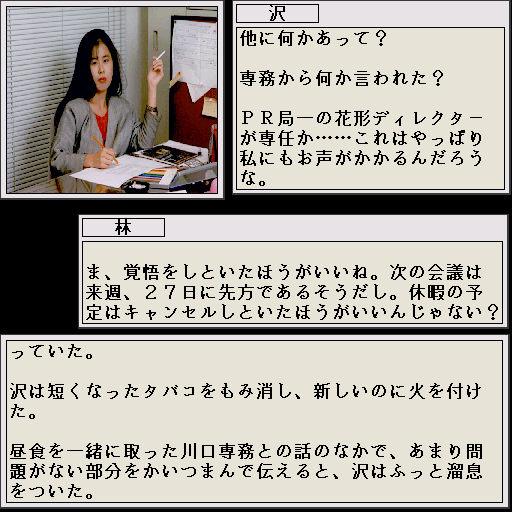 沢
他に何かあって？
専務から何か言われた？
ＰＲ局一の花形ディレクター
が専任か……これはやっぱり
私にもお声がかかるんだろう
な。
林
ま、覚悟をしといたほうがいいね。次の会議は
来週、２７日に先方であるそうだし。休暇の予
定はキャンセルしといたほうがいいんじゃない？
っていた。
沢は短くなったタバコをもみ消し、新しいのに火を付け
た。
昼食を一緒に取った川口専務との話のなかで、あまり問
題がない部分をかいつまんで伝えると、沢はふっと溜息
をついた。